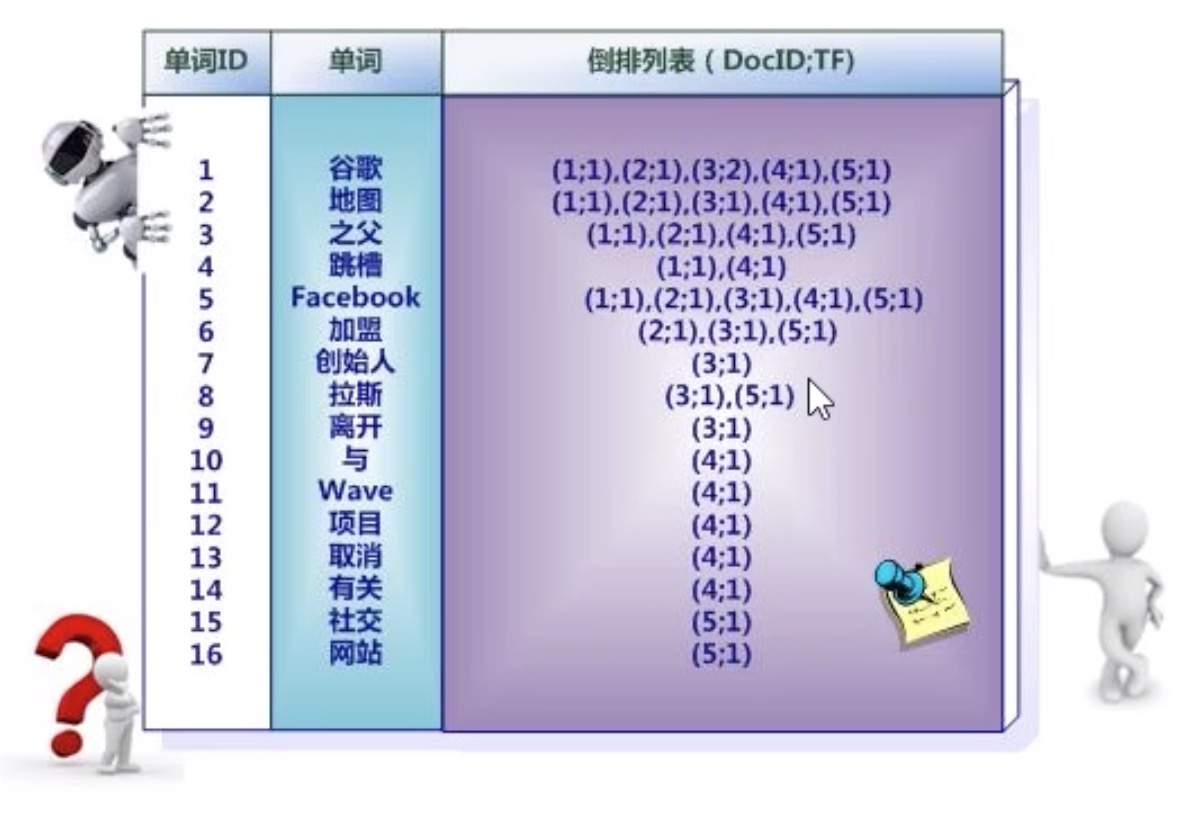 单词ID 单词 倒排列表（DocID;TF)
1 谷歌 (1;1),(2;1),(3;2),(4;1),(5;1)
2 地图 (1;1),(2;1),(3;1),(4;1),(5;1)
3 之父 (1;1),(2;1),(4;1),(5;1)
4 跳槽 (1;1),(4;1)
5 Facebook (1;1),(2;1),(3;1),(4;1),(5;1)
6 加盟 (2;1),(3;1),(5;1)
7 创始人 (3;1)
8 拉斯 (3;1),(5;1)
9 离开 (3;1)
10 与 (4;1)
11 Wave (4;1)
12 项目 (4;1)
13 取消 (4;1)
14 有关 (4;1)
15 社交 (5;1)
16 网站 (5;1)